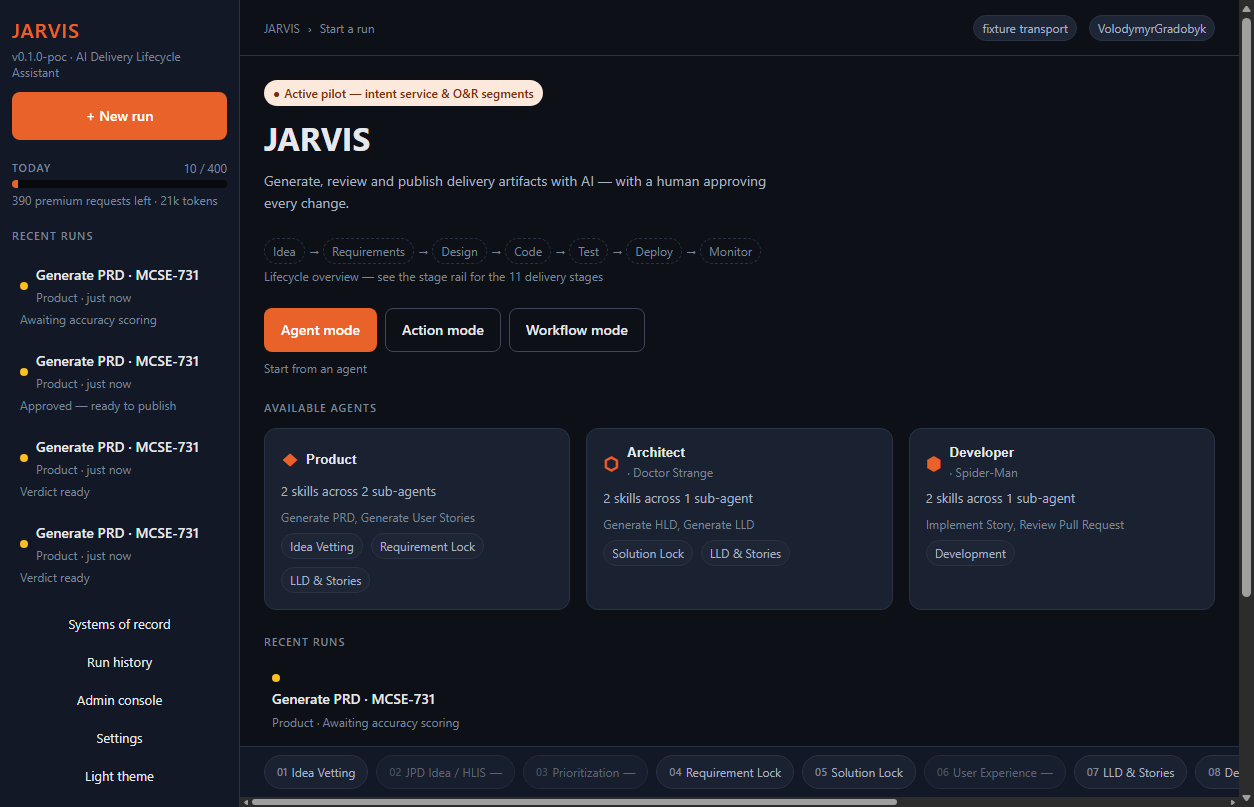 JARVIS
v0.1.0-poc · AI Delivery Lifecycle
Assistant
+ New run
TODAY
10 / 400
390 premium requests left · 21k tokens
RECENT RUNS
Generate PRD · MCSE-731
Product · just now
Awaiting accuracy scoring
Generate PRD · MCSE-731
Product · just now
Approved — ready to publish
Generate PRD · MCSE-731
Product · just now
Verdict ready
Generate PRD · MCSE-731
Product · just now
Verdict ready
Systems of record
Run history
Admin console
Settings
Light theme
JARVIS › Start a run
fixture transport
VolodymyrGradobyk
● Active pilot — intent service & O&R segments
JARVIS
Generate, review and publish delivery artifacts with AI — with a human approving
every change.
Idea → Requirements → Design → Code → Test → Deploy → Monitor
Lifecycle overview — see the stage rail for the 11 delivery stages
Agent mode
Action mode
Workflow mode
Start from an agent
AVAILABLE AGENTS
Product
2 skills across 2 sub-agents
Generate PRD, Generate User Stories
Idea Vetting
Requirement Lock
LLD & Stories
Architect
· Doctor Strange
2 skills across 1 sub-agent
Generate HLD, Generate LLD
Solution Lock
LLD & Stories
Developer
· Spider-Man
2 skills across 1 sub-agent
Implement Story, Review Pull Request
Development
RECENT RUNS
Generate PRD · MCSE-731
Product · Awaiting accuracy scoring
01 Idea Vetting
02 JPD Idea / HLIS —
03 Prioritization —
04 Requirement Lock
05 Solution Lock
06 User Experience —
07 LLD & Stories
08 De